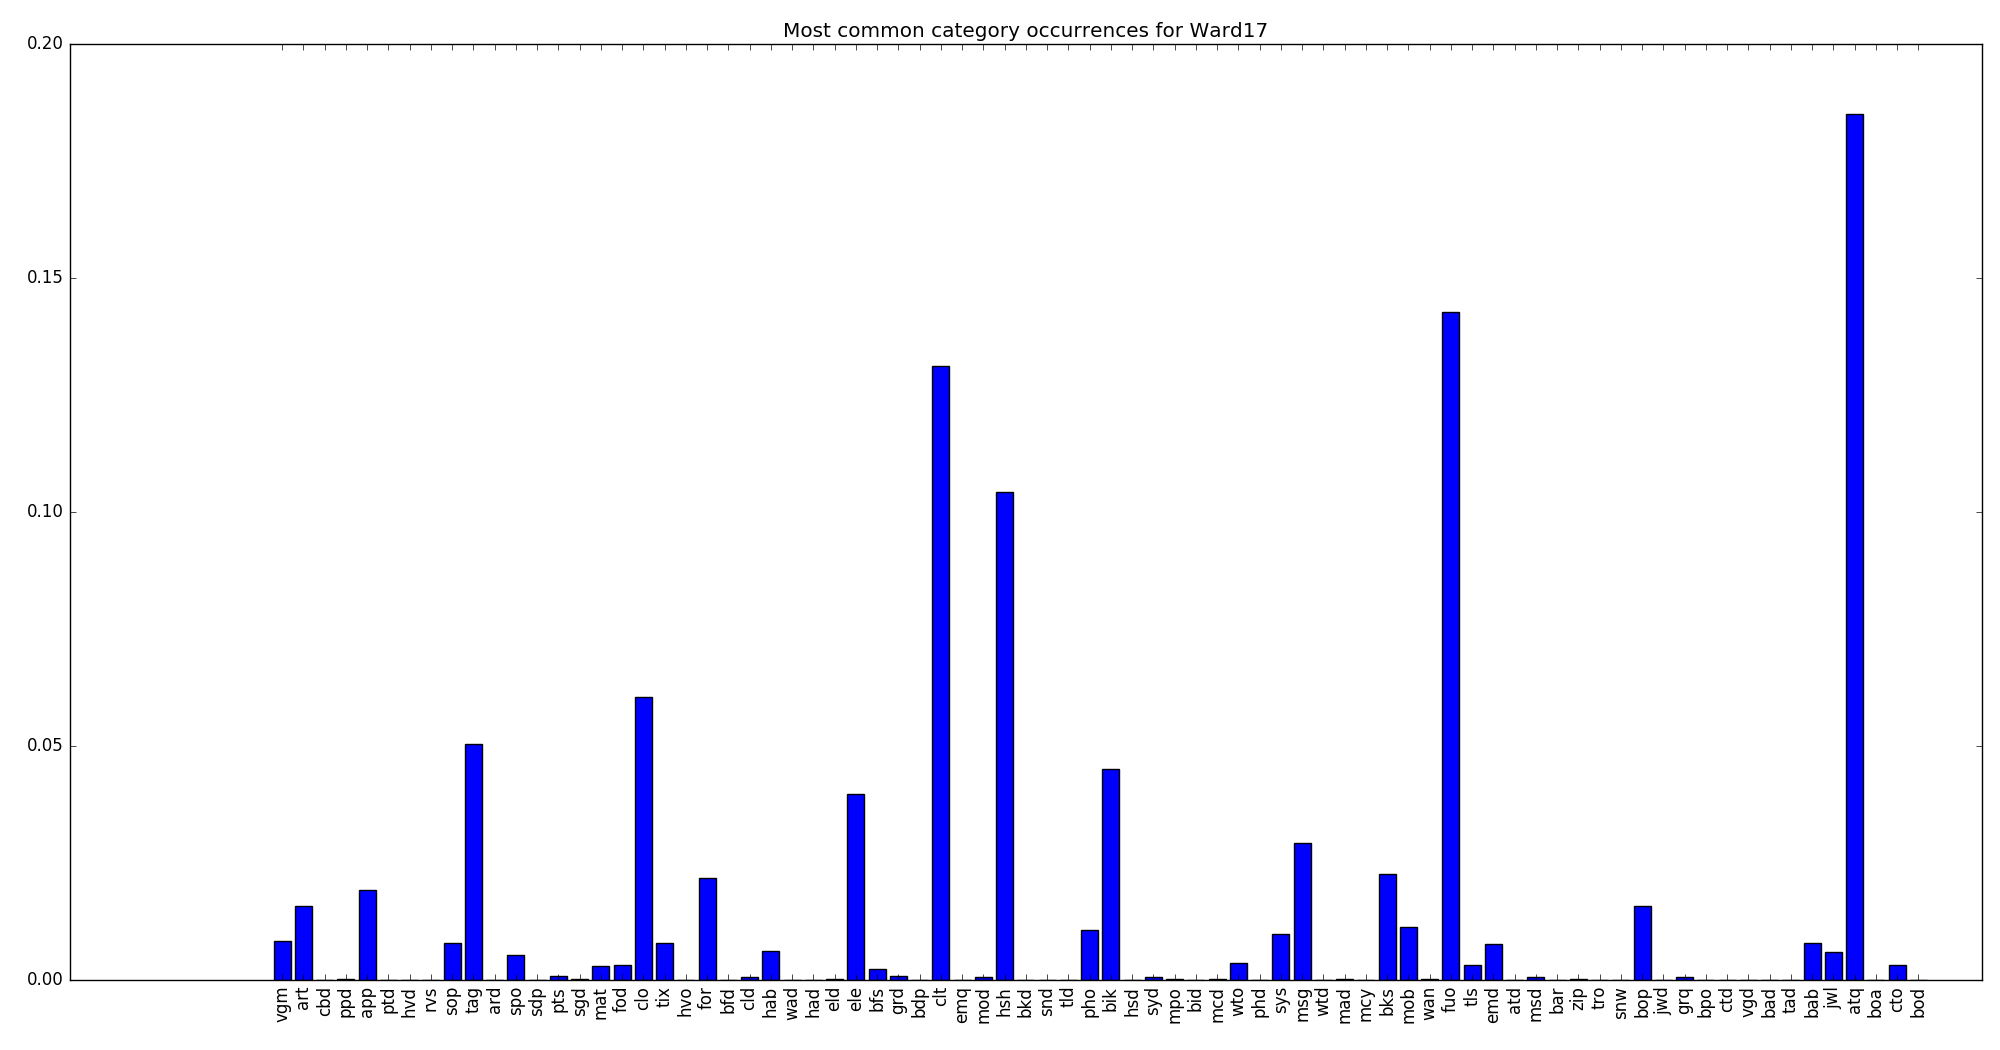 Most common category occurrences for Ward17
0.20
0.15
0.10
0.05
0.00
vgm art cbd ppd app ptd hvd rvs sop tag ard spo sdp pts sgd mat fod clo tix hvo for bfd cld hab wad had eld ele bfs grd bdp clt emq mod hsh bkd snd tld pho bik hsd syd mpo bid mcd wto phd sys msg wtd mad mcy bks mob wan fuo tls emd atd msd bar zip tro snw bop jwd grq bpo ctd vgd bad tad bab jwl atq boa cto bod